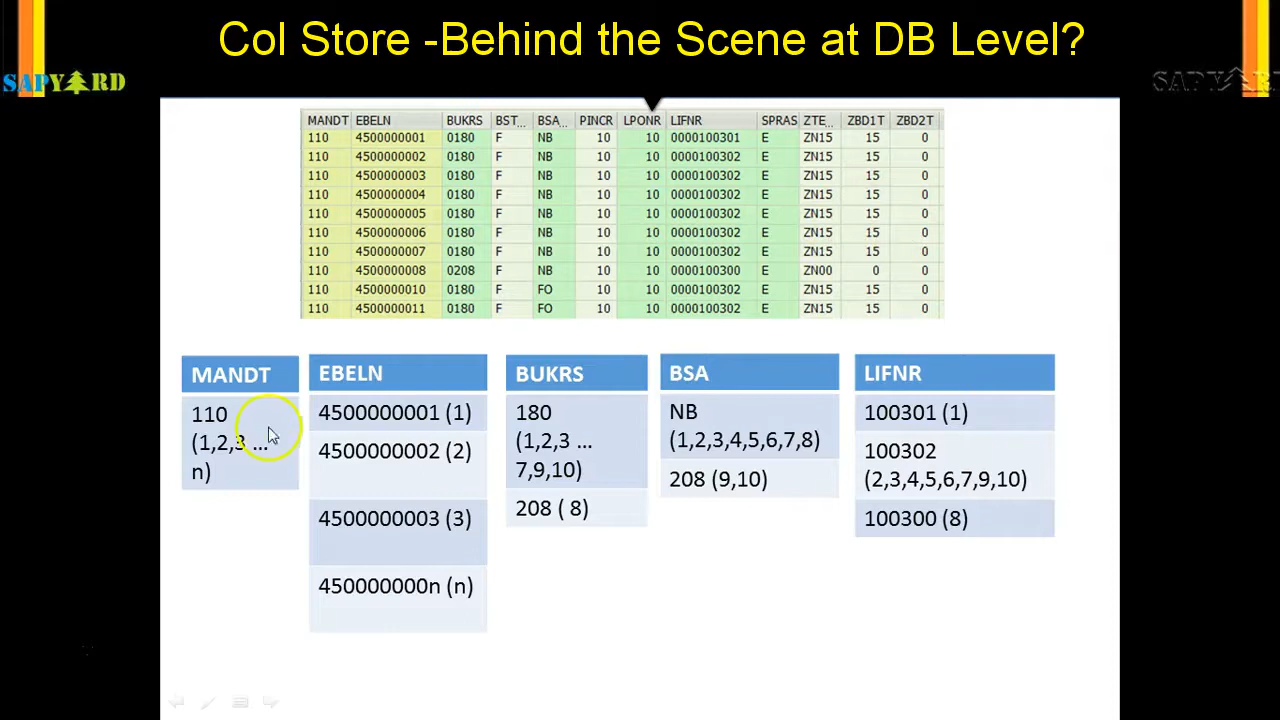 Col Store -Behind the Scene at DB Level?
SAPYARD
SAPYARD
MANDT EBELN BUKRS BST... BSA... PINCR LPONR LIFNR SPRAS ZTE... ZBD1T ZBD2T
110 4500000001 0180 F NB 10 10 0000100301 E ZN15 15 0
110 4500000002 0180 F NB 10 10 0000100302 E ZN15 15 0
110 4500000003 0180 F NB 10 10 0000100302 E ZN15 15 0
110 4500000004 0180 F NB 10 10 0000100302 E ZN15 15 0
110 4500000005 0180 F NB 10 10 0000100302 E ZN15 15 0
110 4500000006 0180 F NB 10 10 0000100302 E ZN15 15 0
110 4500000007 0180 F NB 10 10 0000100302 E ZN15 15 0
110 4500000008 0208 F NB 10 10 0000100300 E ZN00 0 0
110 4500000010 0180 F FO 10 10 0000100302 E ZN15 15 0
110 4500000011 0180 F FO 10 10 0000100302 E ZN15 15 0
MANDT
110
(1,2,3 ...
n)
EBELN
4500000001 (1)
4500000002 (2)
4500000003 (3)
450000000n (n)
BUKRS
180
(1,2,3 ...
7,9,10)
208 ( 8)
BSA
NB
(1,2,3,4,5,6,7,8)
208 (9,10)
LIFNR
100301 (1)
100302
(2,3,4,5,6,7,9,10)
100300 (8)